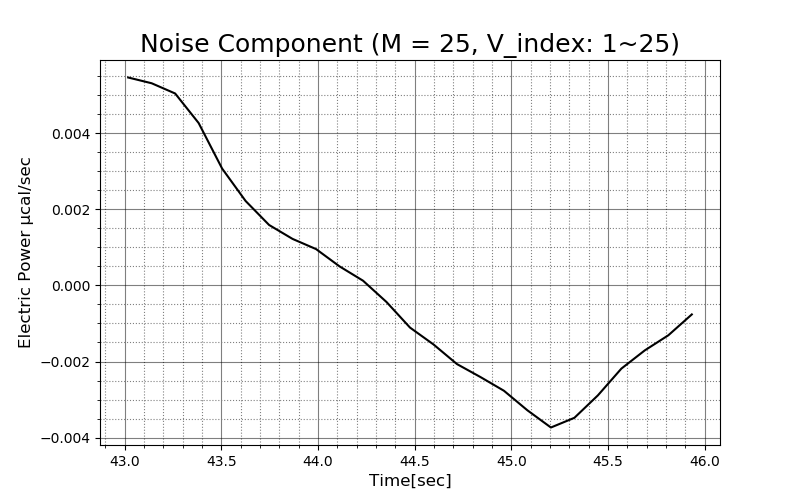 Noise Component (M = 25, V_index: 1~25)
Electric Power μcal/sec
0.004
0.002
0.000
−0.002
−0.004
43.0 43.5 44.0 44.5 45.0 45.5 46.0
Time[sec]